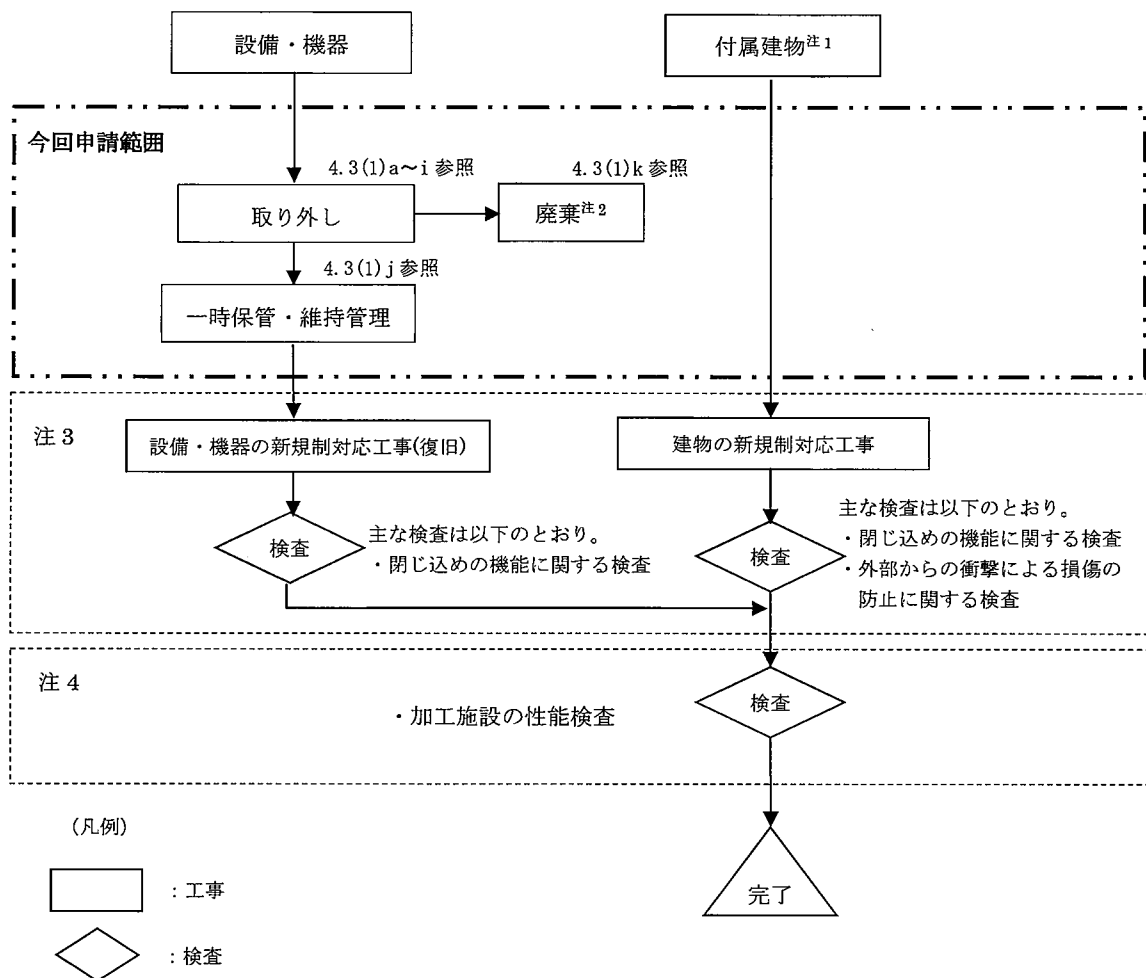 設備・機器
付属建物注1
今回申請範囲
4.3(1)a～i 参照
4.3(1)k 参照
取り外し
廃棄注2
4.3(1)j 参照
一時保管・維持管理
注 3
設備・機器の新規制対応工事(復旧)
建物の新規制対応工事
検査
主な検査は以下のとおり。
・閉じ込めの機能に関する検査
検査
主な検査は以下のとおり。
・閉じ込めの機能に関する検査
・外部からの衝撃による損傷の
防止に関する検査
注 4
・加工施設の性能検査
検査
(凡例)
：工事
：検査
完了